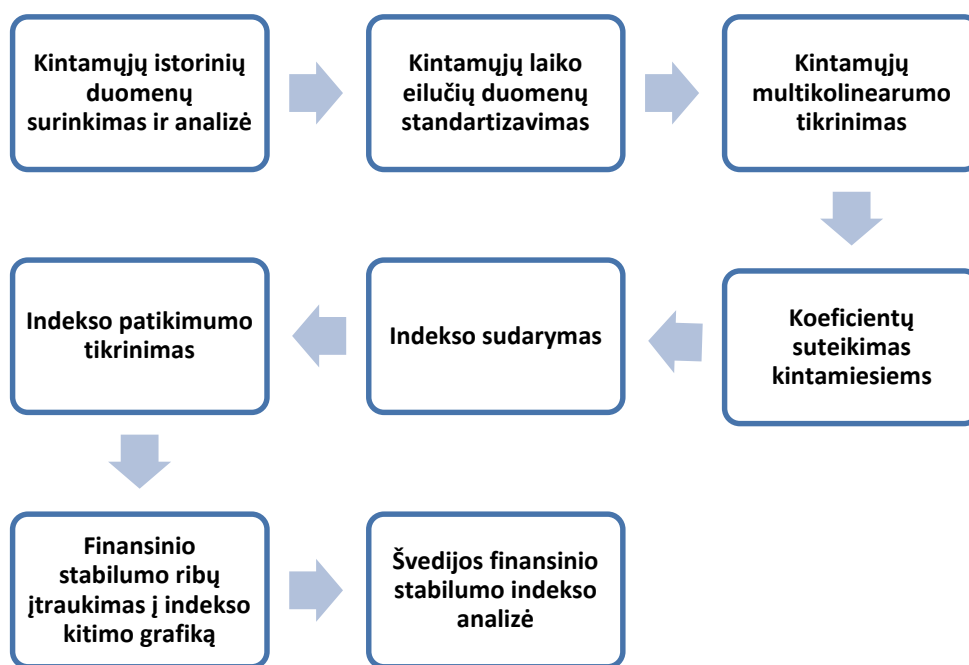 Kintamųjų istorinių
duomenų
surinkimas ir analizė
Kintamųjų laiko
eilučių duomenų
standartizavimas
Kintamųjų
multikolinearumo
tikrinimas
Koeficientų
suteikimas
kintamiesiems
Indekso sudarymas
Indekso patikimumo
tikrinimas
Finansinio
stabilumo ribų
įtraukimas į indekso
kitimo grafiką
Švedijos finansinio
stabilumo indekso
analizė